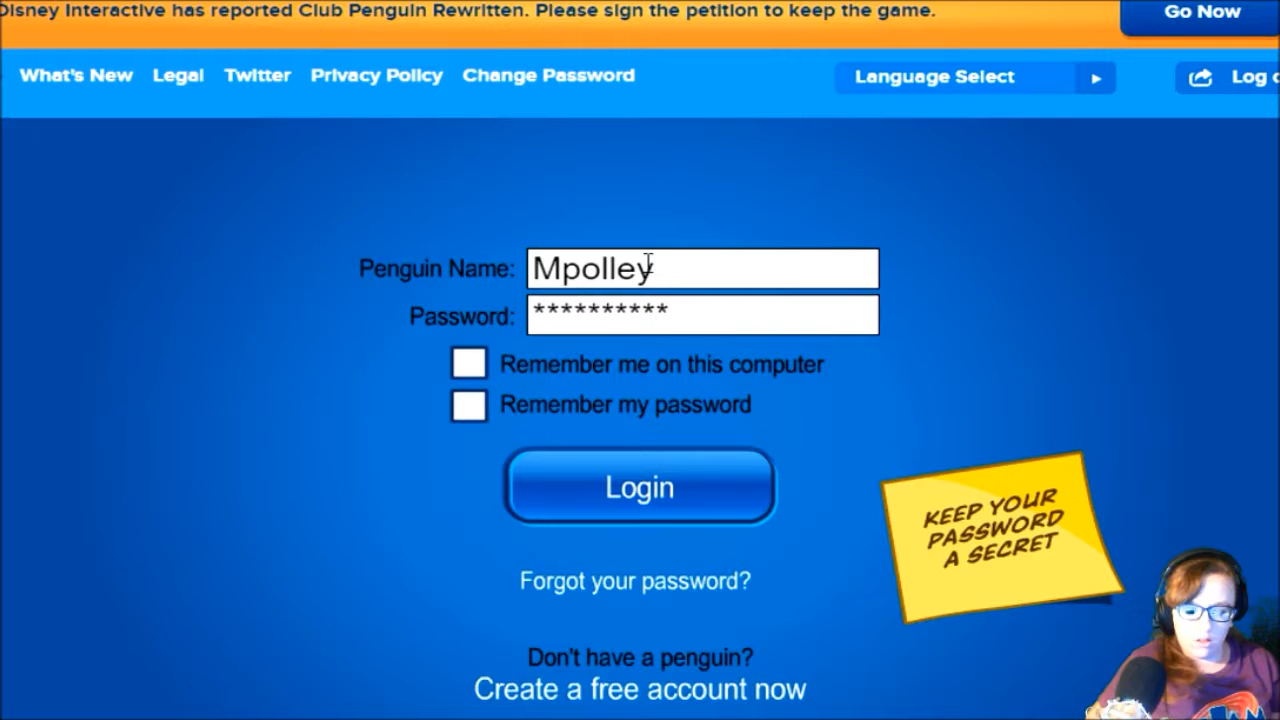 Disney Interactive has reported Club Penguin Rewritten. Please sign the petition to keep the game.
Go Now
What's New Legal Twitter Privacy Policy Change Password
Language Select
Log
Penguin Name: Mpolley
Password: **********
Remember me on this computer
Remember my password
Login
KEEP YOUR
PASSWORD
A SECRET
Forgot your password?
Don't have a penguin?
Create a free account now